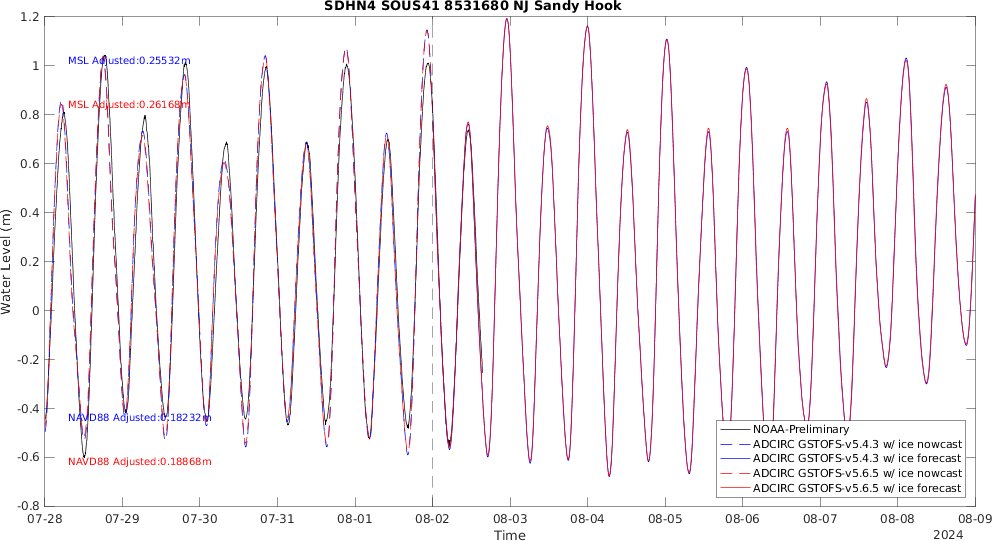 SDHN4 SOUS41 8531680 NJ Sandy Hook
1.2
1
0.8
0.6
0.4
0.2
0
-0.2
-0.4
-0.6
-0.8
Water Level (m)
MSL Adjusted:0.25532m
MSL Adjusted:0.26168m
NAVD88 Adjusted:0.18232m
NAVD88 Adjusted:0.18868m
NOAA-Preliminary
ADCIRC GSTOFS-v5.4.3 w/ ice nowcast
ADCIRC GSTOFS-v5.4.3 w/ ice forecast
ADCIRC GSTOFS-v5.6.5 w/ ice nowcast
ADCIRC GSTOFS-v5.6.5 w/ ice forecast
07-28 07-29 07-30 07-31 08-01 08-02 08-03 08-04 08-05 08-06 08-07 08-08 08-09
Time
2024